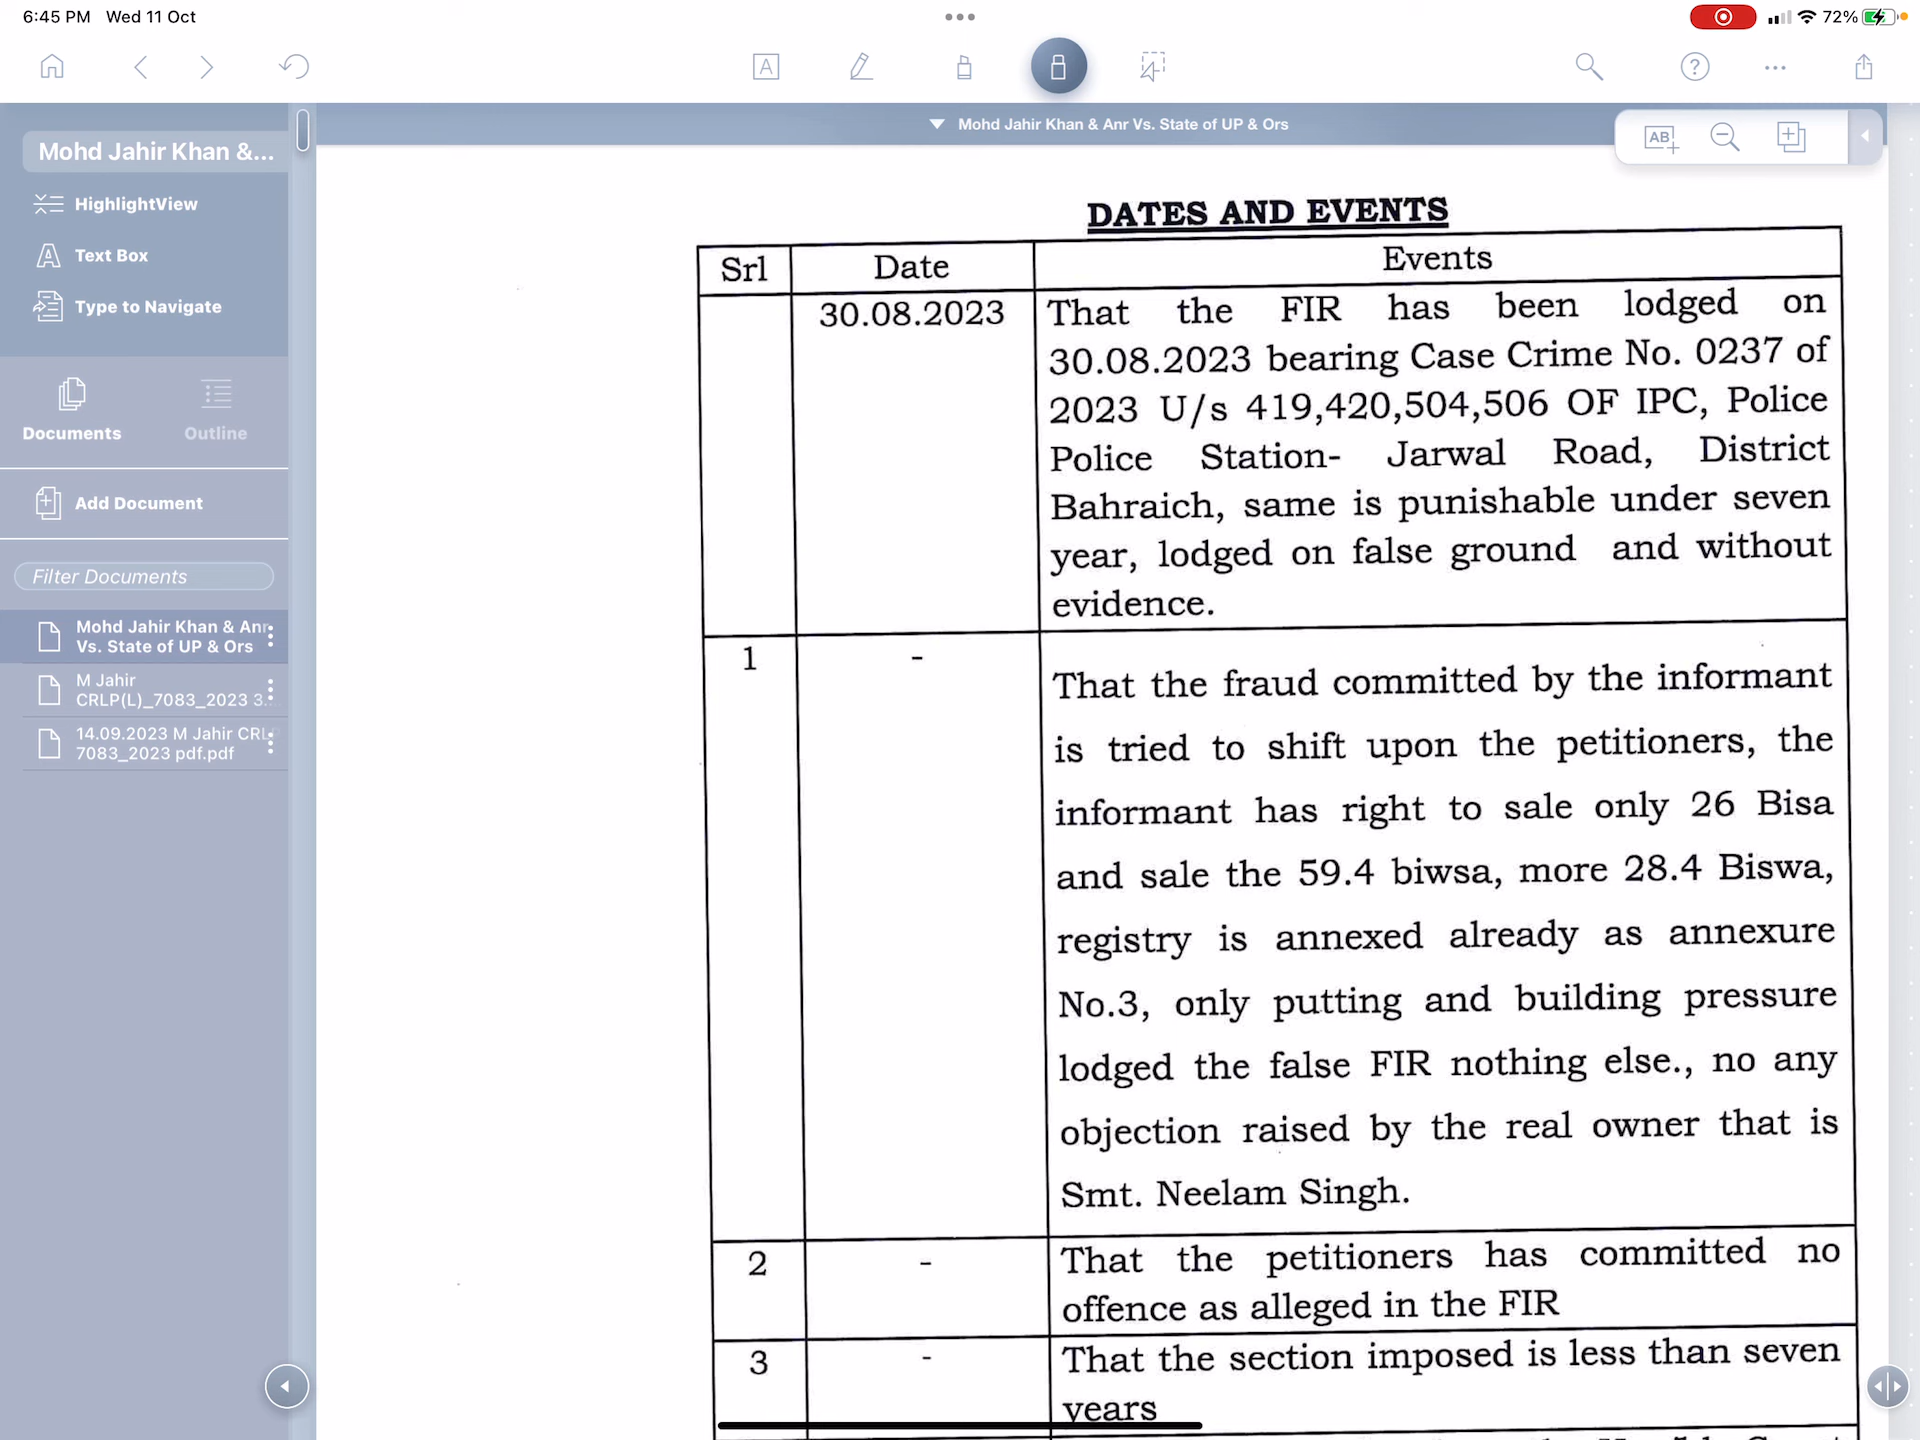 6:45 PM Wed 11 Oct
72%
A
?
Mohd Jahir Khan &...
HighlightView
Text Box
Type to Navigate
Documents
Outline
Add Document
Filter Documents
Mohd Jahir Khan & Anr
Vs. State of UP & Ors
M Jahir
CRLP(L)_7083_2023 3...
14.09.2023 M Jahir CRL
7083_2023 pdf.pdf
Mohd Jahir Khan & Anr Vs. State of UP & Ors
AB
DATES AND EVENTS
Srl Date Events
30.08.2023 That the FIR has been lodged on
30.08.2023 bearing Case Crime No. 0237 of
2023 U/s 419,420,504,506 OF IPC, Police
Police Station- Jarwal Road, District
Bahraich, same is punishable under seven
year, lodged on false ground and without
evidence.
1 -
That the fraud committed by the informant
is tried to shift upon the petitioners, the
informant has right to sale only 26 Bisa
and sale the 59.4 biwsa, more 28.4 Biswa,
registry is annexed already as annexure
No.3, only putting and building pressure
lodged the false FIR nothing else., no any
objection raised by the real owner that is
Smt. Neelam Singh.
2 - That the petitioners has committed no
offence as alleged in the FIR
3 - That the section imposed is less than seven
years